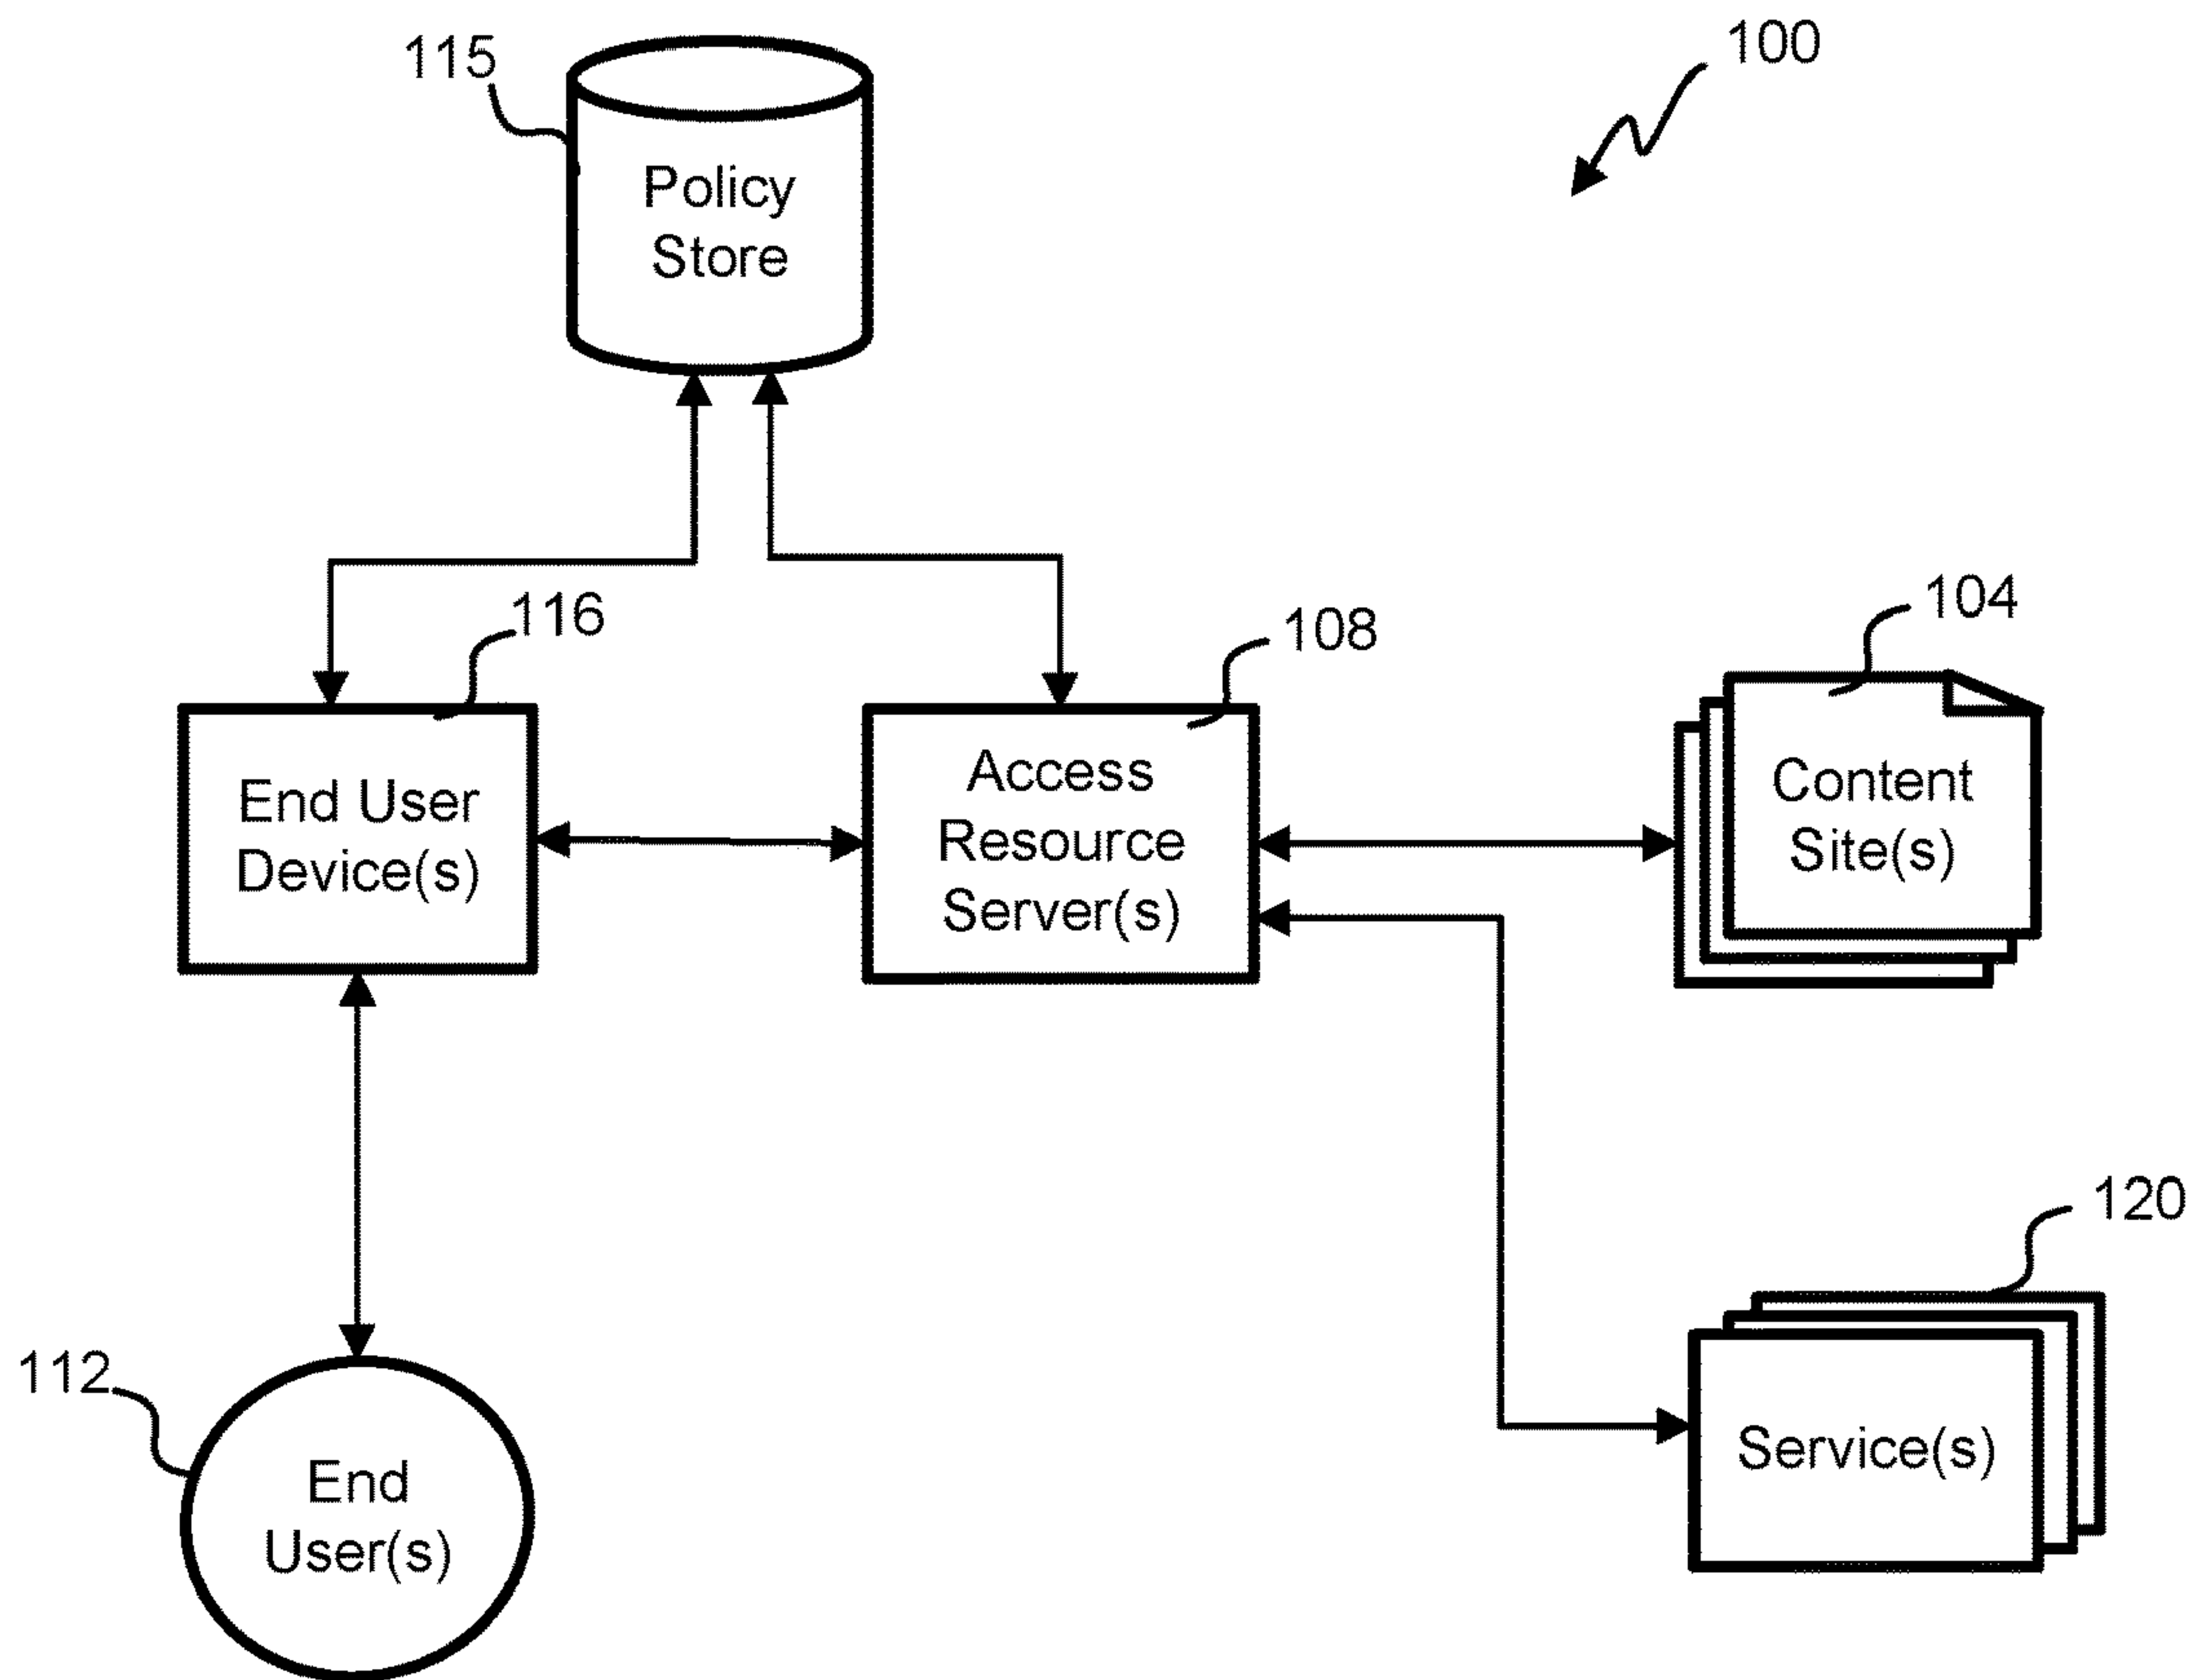 100
115
Policy
Store
116
108
104
End User
Device(s)
Access
Resource
Server(s)
Content
Site(s)
120
112
End
User(s)
Service(s)